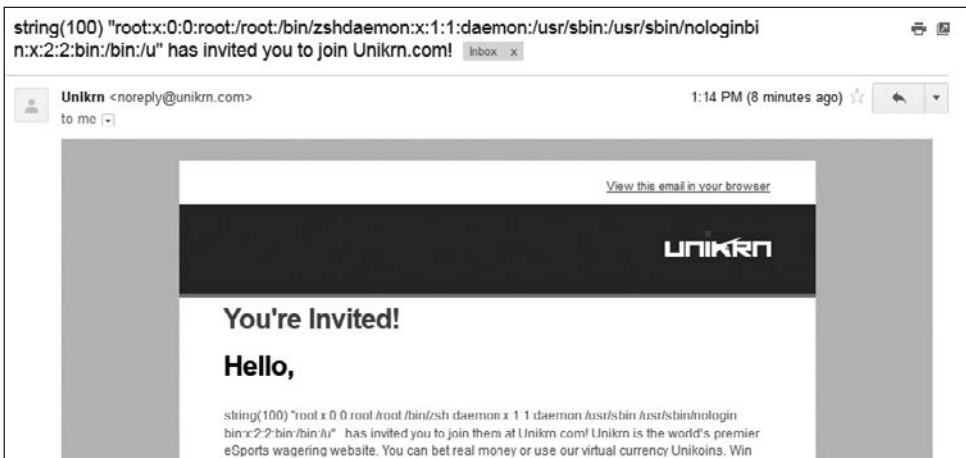 string(100) "root:x:0:0:root:/root:/bin/zshdaemon:x:1:1:daemon:/usr/sbin:/usr/sbin/nologinbi
n:x:2:2:bin:/bin:/u" has invited you to join Unikrn.com! Inbox x
Unikrn <noreply@unikrn.com> 1:14 PM (8 minutes ago)
to me
View this email in your browser
UNIKRN
You're Invited!
Hello,
string(100) "root:x:0:0:root:/root:/bin/zsh daemon:x:1:1:daemon:/usr/sbin:/usr/sbin/nologin
bin:x:2:2:bin:/bin:/u" has invited you to join them at Unikrn.com! Unikrn is the world's premier
eSports wagering website. You can bet real money or use our virtual currency Unikoins. Win